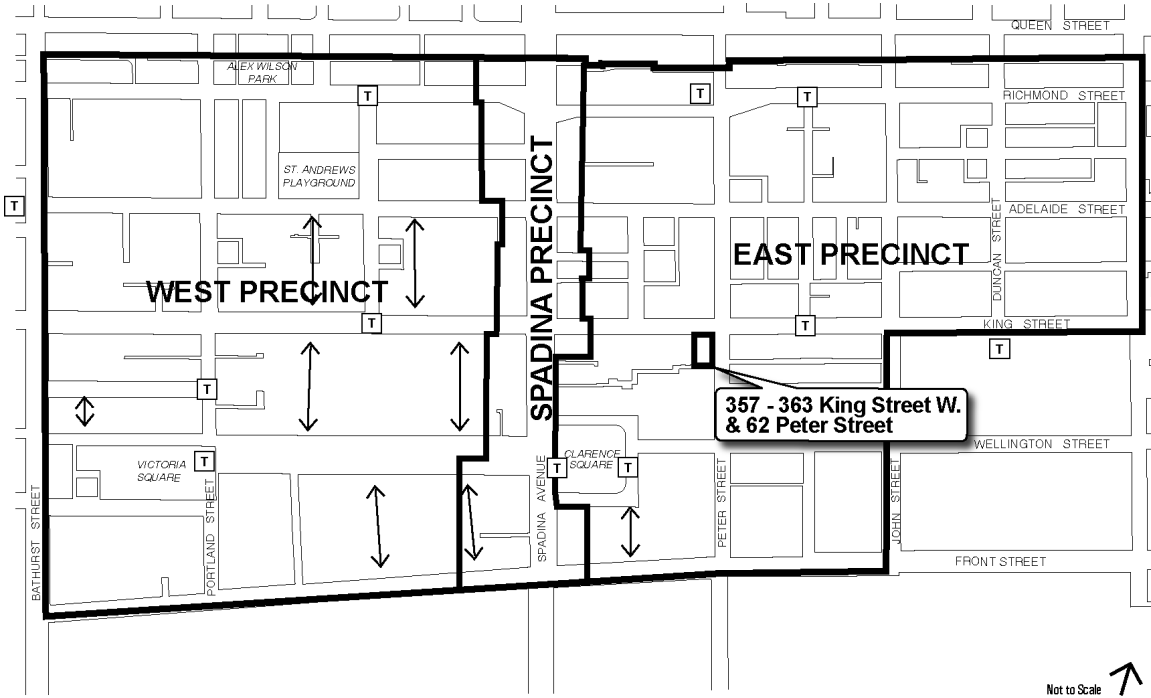 QUEEN STREET
ALEX WILSON
PARK
T
T
T
RICHMOND STREET
ST. ANDREWS
PLAYGROUND
T
ADELAIDE STREET
SPADINA PRECINCT
EAST PRECINCT
DUNCAN STREET
WEST PRECINCT
T
T
KING STREET
T
T
357 - 363 King Street W.
& 62 Peter Street
WELLINGTON STREET
VICTORIA
SQUARE
T
CLARENCE
SQUARE
T
T
BATHURST STREET
PORTLAND STREET
SPADINA AVENUE
PETER STREET
JOHN STREET
FRONT STREET
Not to Scale